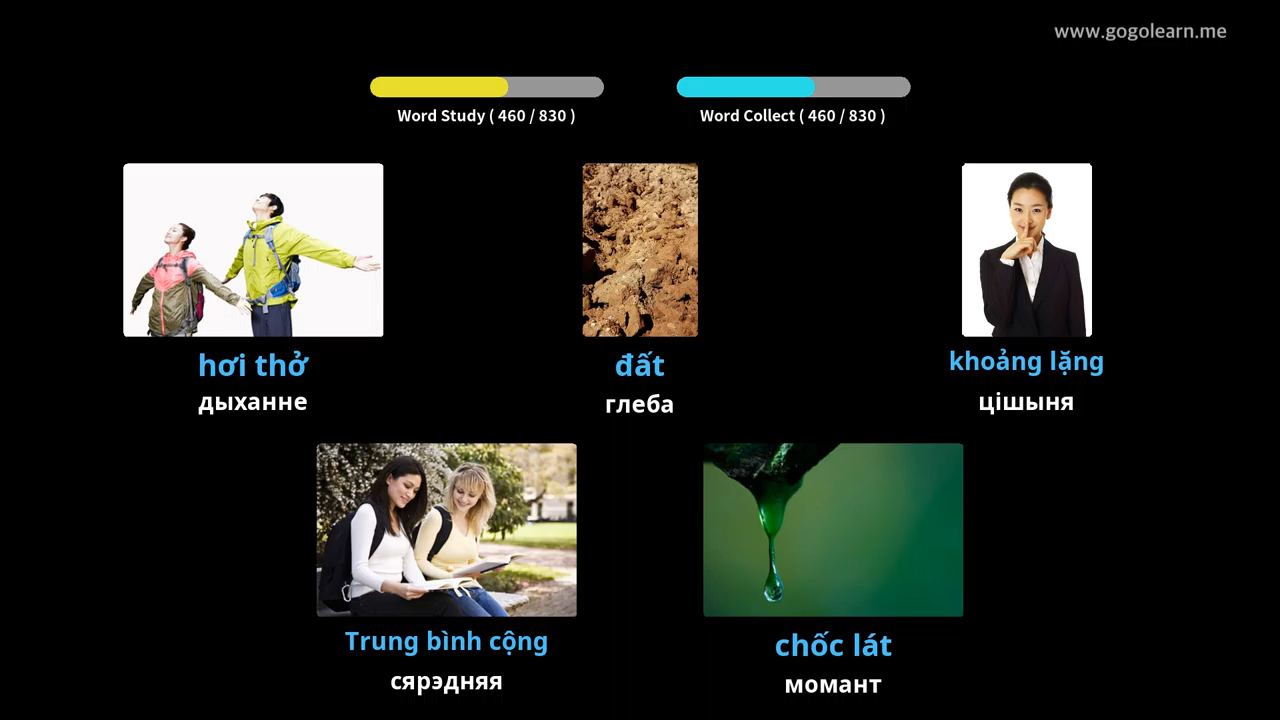 www.gogolearn.me
Word Study ( 460 / 830 )
Word Collect ( 460 / 830 )
hơi thở
дыханне
đất
глеба
khoảng lặng
цішыня
Trung bình cộng
сярэдняя
chốc lát
момант